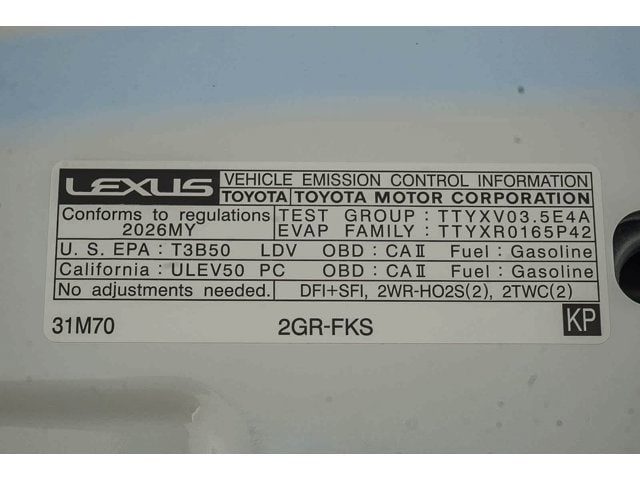 LEXUS VEHICLE EMISSION CONTROL INFORMATION
TOYOTA TOYOTA MOTOR CORPORATION
Conforms to regulations TEST GROUP : TTYXV03.5E4A
2026MY EVAP FAMILY : TTYXR0165P42
U. S. EPA : T3B50 LDV OBD : CAII Fuel : Gasoline
California : ULEV50 PC OBD : CAII Fuel : Gasoline
No adjustments needed. DFI+SFI, 2WR-HO2S(2), 2TWC(2)
31M70 2GR-FKS KP